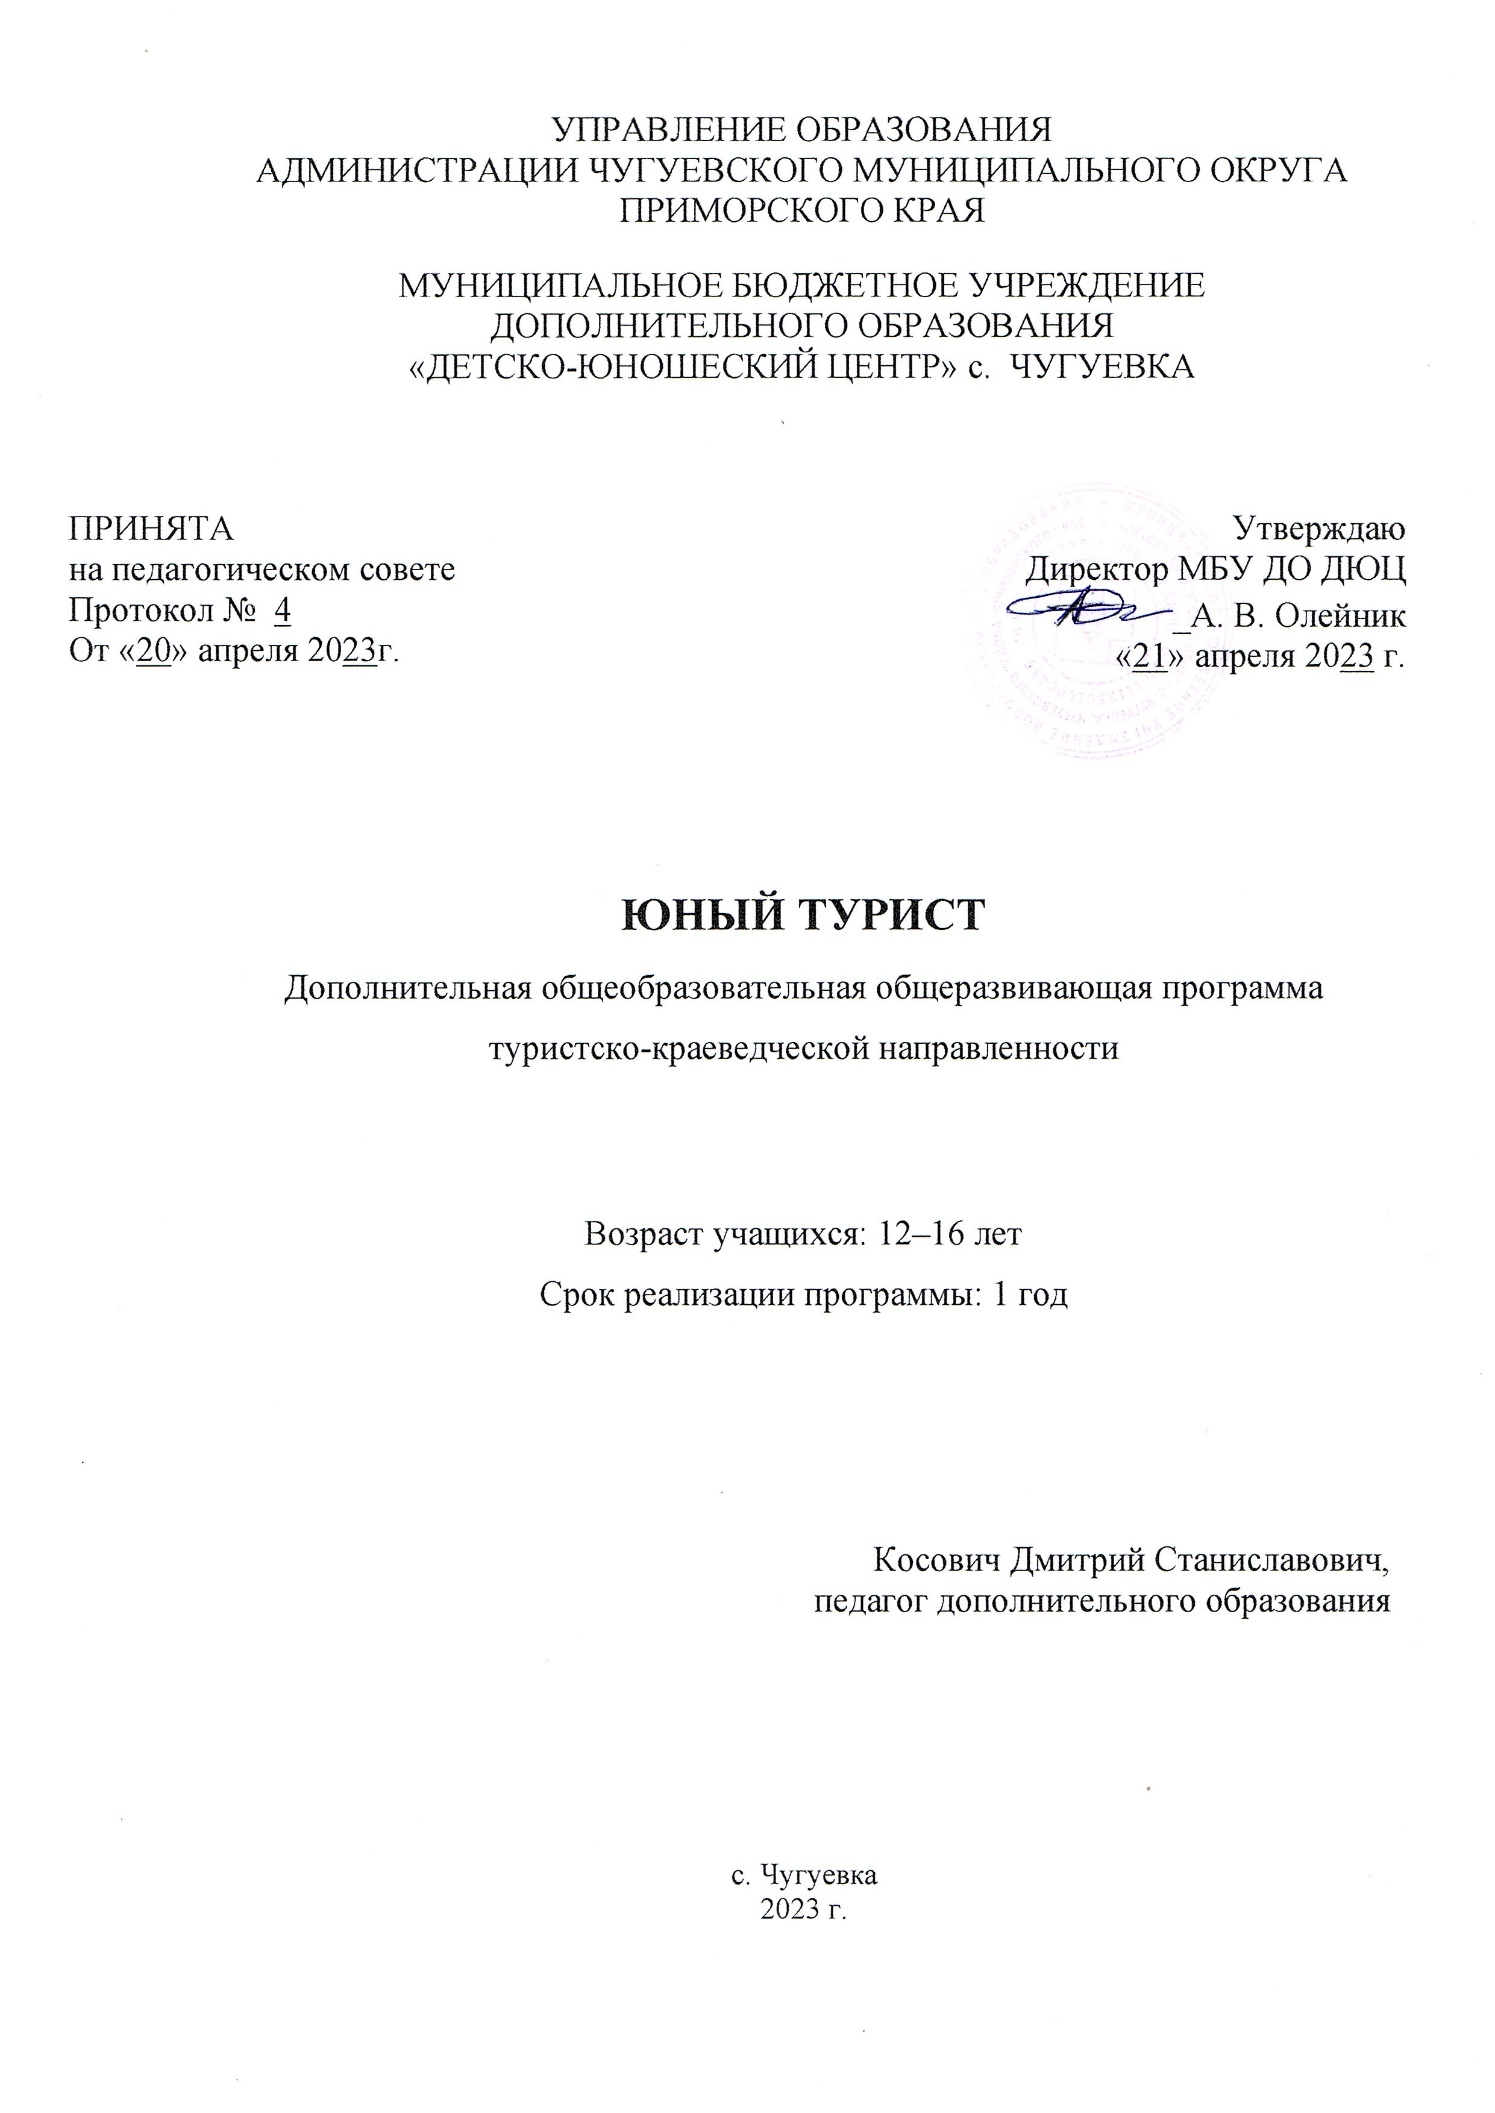 УПРАВЛЕНИЕ ОБРАЗОВАНИЯ
АДМИНИСТРАЦИИ ЧУГУЕВСКОГО МУНИЦИПАЛЬНОГО ОКРУГА
ПРИМОРСКОГО КРАЯ
МУНИЦИПАЛЬНОЕ БЮДЖЕТНОЕ УЧРЕЖДЕНИЕ
ДОПОЛНИТЕЛЬНОГО ОБРАЗОВАНИЯ
«ДЕТСКО-ЮНОШЕСКИЙ ЦЕНТР» с. ЧУГУЕВКА
ПРИНЯТА
на педагогическом совете
Протокол № 4
От «20» апреля 2023г.
Утверждаю
Директор МБУ ДО ДЮЦ
_А. В. Олейник
«21» апреля 2023 г.
ЮНЫЙ ТУРИСТ
Дополнительная общеобразовательная общеразвивающая программа
туристско-краеведческой направленности
Возраст учащихся: 12–16 лет
Срок реализации программы: 1 год
Косович Дмитрий Станиславович,
педагог дополнительного образования
с. Чугуевка
2023 г.